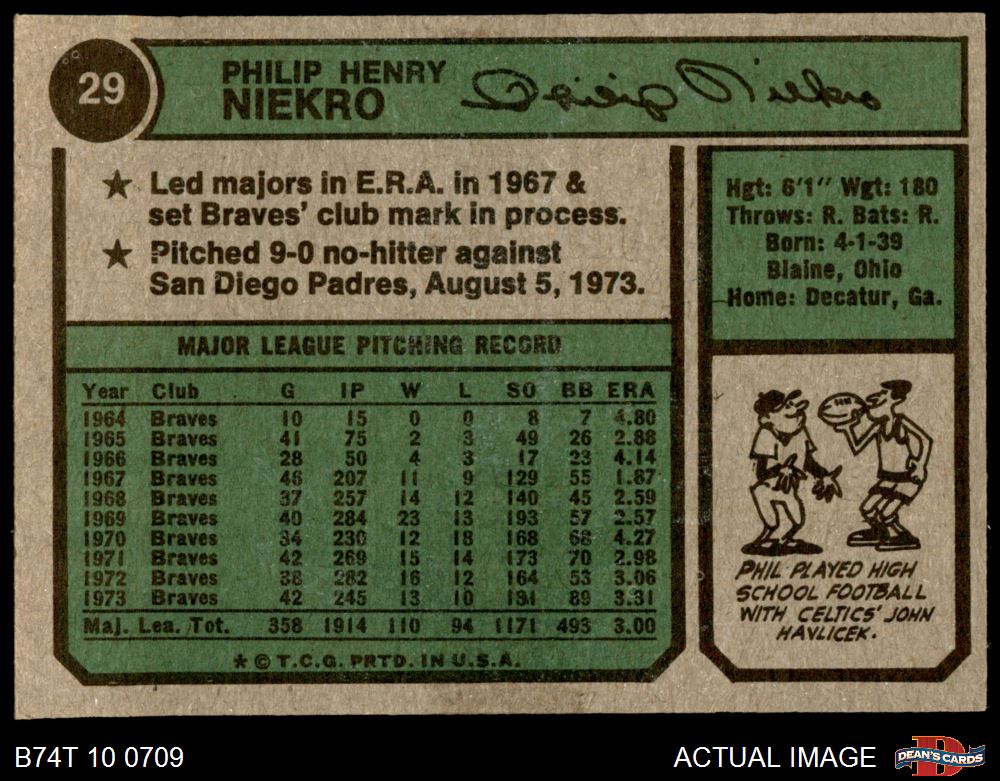 29
PHILIP HENRY
NIEKRO
★ Led majors in E.R.A. in 1967 &
set Braves' club mark in process.
★ Pitched 9-0 no-hitter against
San Diego Padres, August 5, 1973.
Hgt: 6'1" Wgt: 180
Throws: R. Bats: R.
Born: 4-1-39
Blaine, Ohio
Home: Decatur, Ga.
MAJOR LEAGUE PITCHING RECORD
Year Club G IP W L SO BB ERA
1964 Braves 10 15 0 0 8 7 4.80
1965 Braves 41 75 2 3 49 26 2.88
1966 Braves 28 50 4 3 17 23 4.14
1967 Braves 46 207 11 9 129 55 1.87
1968 Braves 37 257 14 12 140 45 2.59
1969 Braves 40 284 23 13 193 57 2.57
1970 Braves 34 230 12 18 168 68 4.27
1971 Braves 42 269 15 14 173 70 2.98
1972 Braves 38 282 16 12 164 53 3.06
1973 Braves 42 245 13 10 131 89 3.31
Maj. Lea. Tot. 358 1914 110 94 1171 493 3.00
★ © T.C.G. PRTD. IN U.S.A.
PHIL PLAYED HIGH
SCHOOL FOOTBALL
WITH CELTICS' JOHN
HAVLICEK.
B74T 10 0709
ACTUAL IMAGE
DEAN'S CARDS